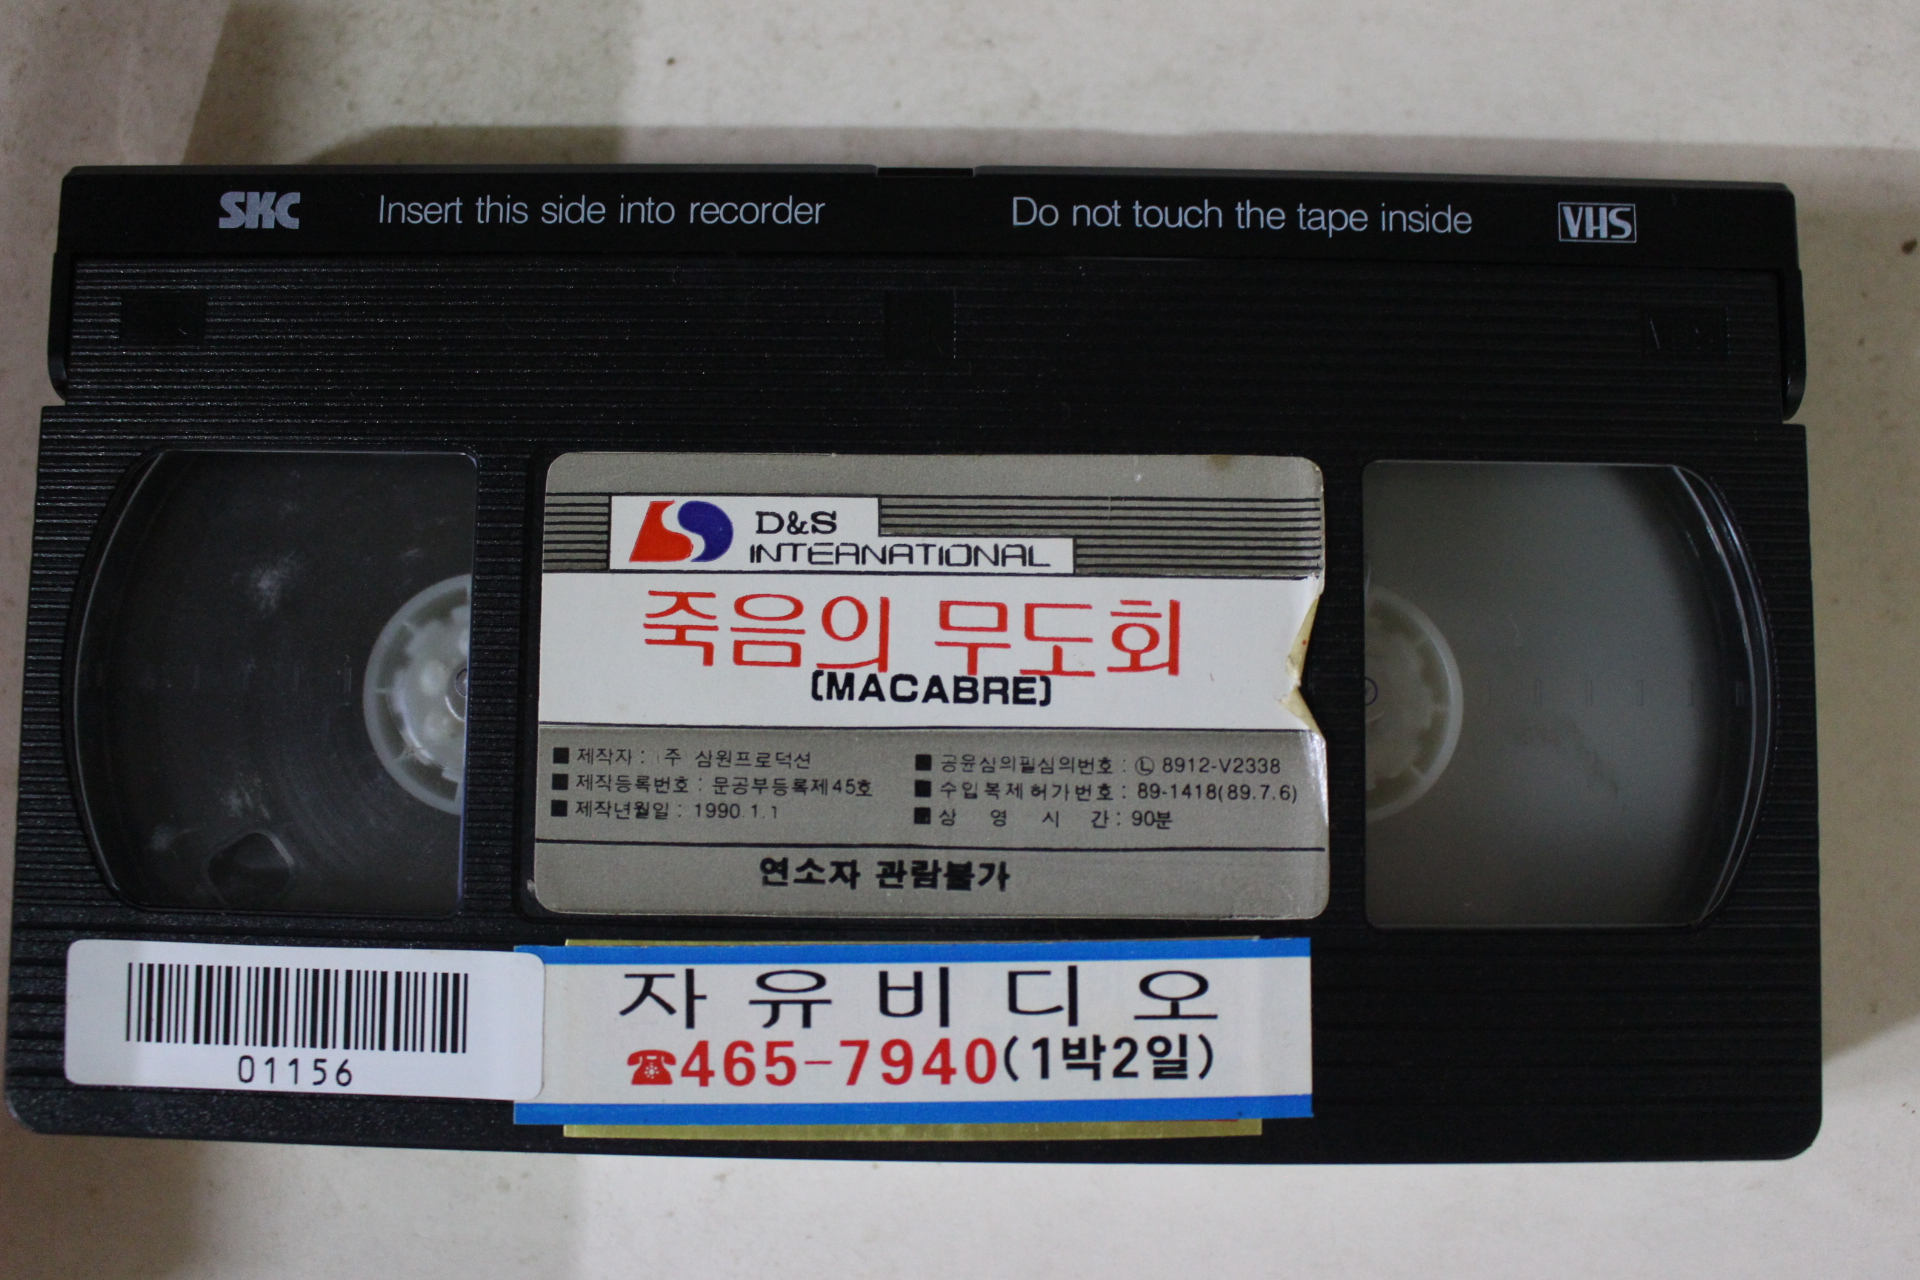 SKC Insert this side into recorder Do not touch the tape inside VHS
D&S
INTERNATIONAL
죽음의 무도회
(MACABRE)
■ 제작자 : (주) 삼원프로덕션
■ 제작등록번호 : 문공부등록제45호
■ 제작년월일 : 1990.1.1
■ 공윤심의필심의번호 : Ⓛ 8912-V2338
■ 수입복제허가번호 : 89-1418(89.7.6)
■ 상 영 시 간 : 90분
연소자 관람불가
자유비디오
☎465-7940(1박2일)
01156